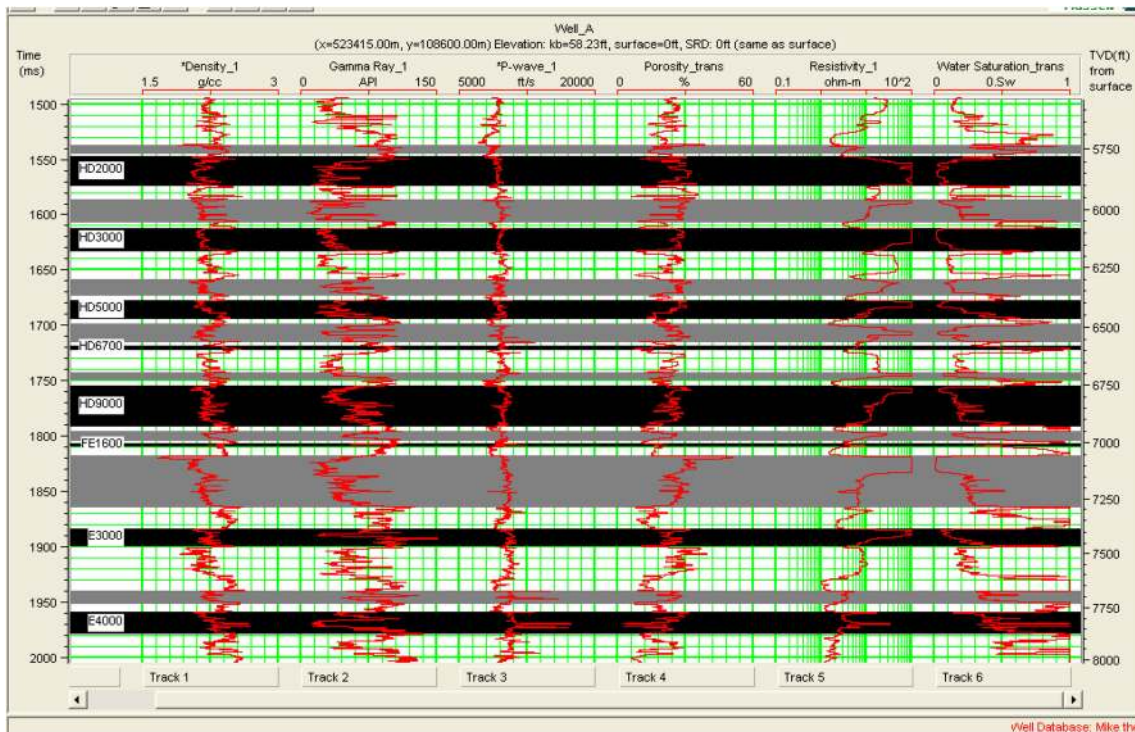 Well_A
(x=523415.00m, y=108600.00m) Elevation: kb=58.23ft, surface=0ft, SRD: 0ft (same as surface)
Time (ms)
*Density_1
1.5 g/cc 3
Gamma Ray_1
0 API 150
*P-wave_1
5000 ft/s 20000
Porosity_trans
0 % 60
Resistivity_1
0.1 ohm-m 10^2
Water Saturation_trans
0 0.Sw 1
TVD(ft) from surface
1500
1550
1600
1650
1700
1750
1800
1850
1900
1950
2000
HD2000
HD3000
HD5000
HD6700
HD9000
FE1600
E3000
E4000
5750
6000
6250
6500
6750
7000
7250
7500
7750
8000
Track 1
Track 2
Track 3
Track 4
Track 5
Track 6
Well Database: Mike the